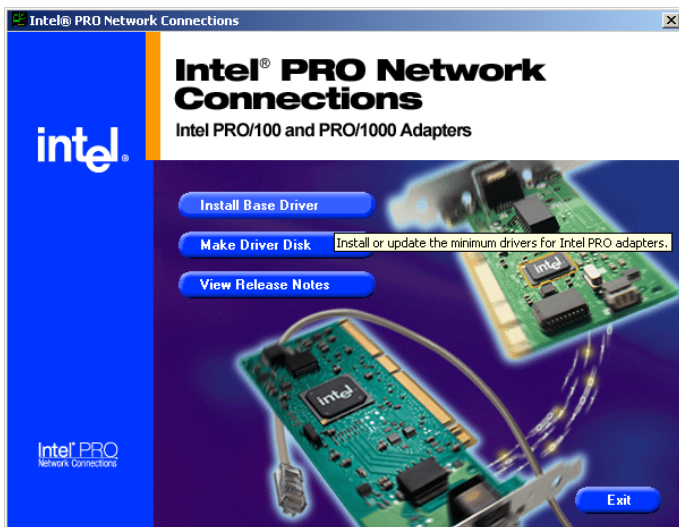 Intel® PRO Network Connections
Intel® PRO Network
Connections
Intel PRO/100 and PRO/1000 Adapters
intel®
Install Base Driver
Install or update the minimum drivers for Intel PRO adapters.
Make Driver Disk
View Release Notes
intel
intel
Intel® PRO
Network Connections
Exit